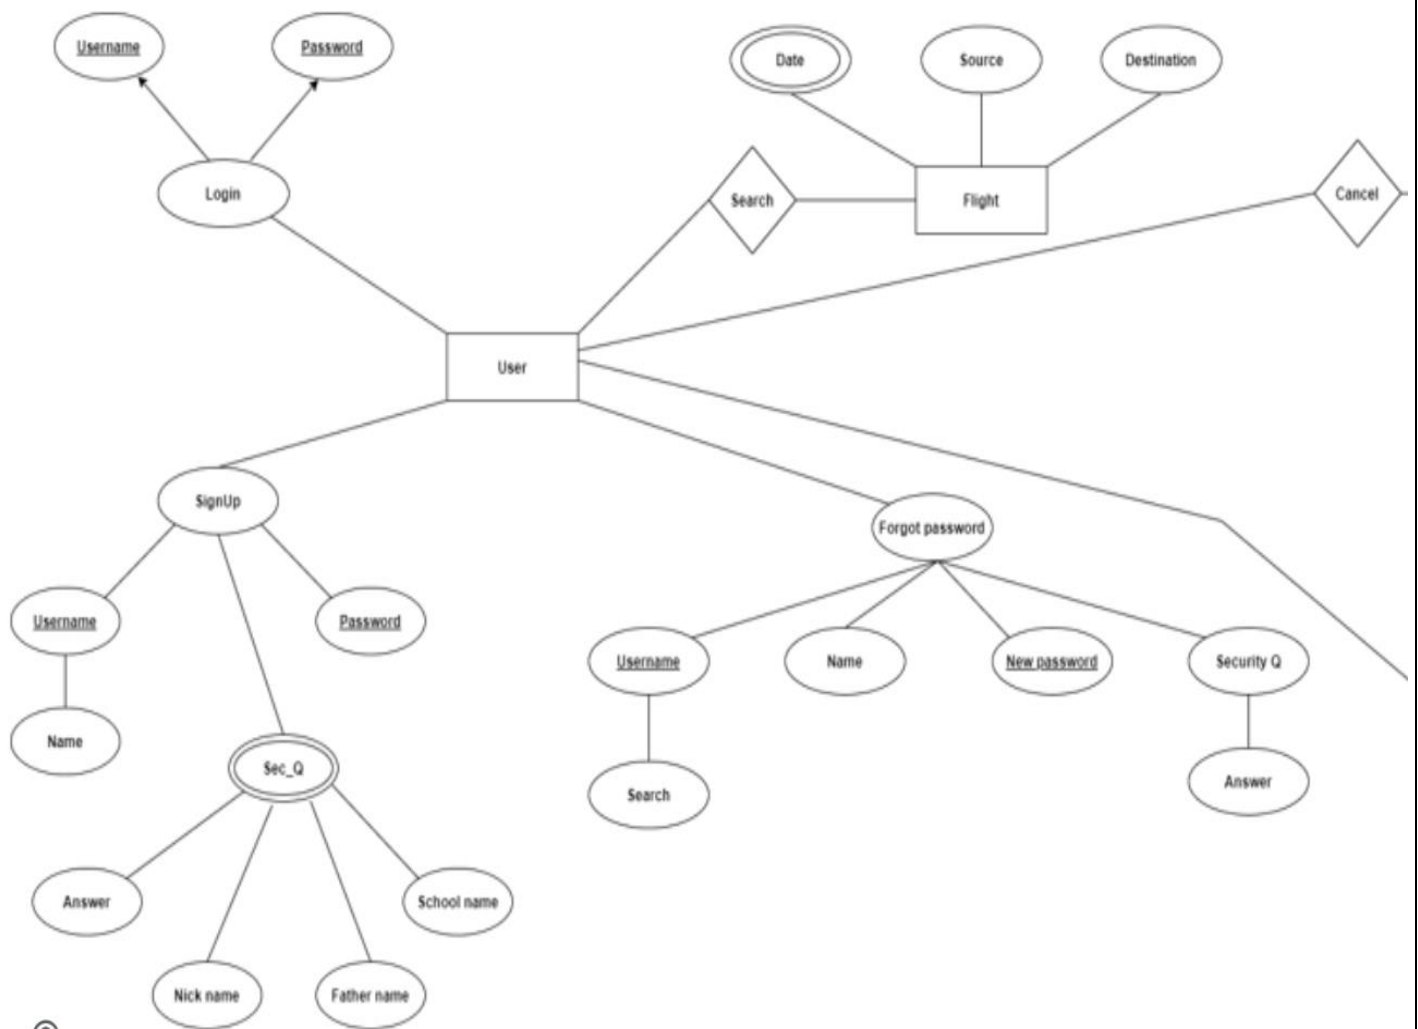 Username
Password
Date
Source
Destination
Login
Search
Flight
Cancel
User
SignUp
Forgot password
Username
Password
Username
Name
New password
Security Q
Name
Sec_Q
Search
Answer
Answer
School name
Nick name
Father name